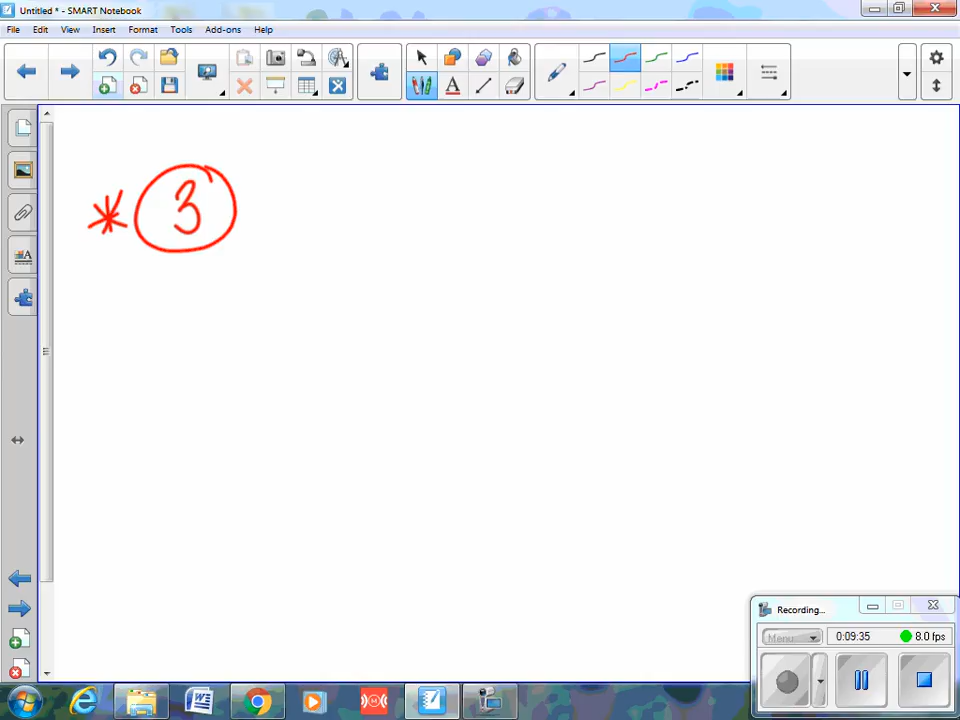 Untitled * - SMART Notebook
File Edit View Insert Format Tools Add-ons Help
* 3
Recording...
Menu 0:09:35 8.0 fps